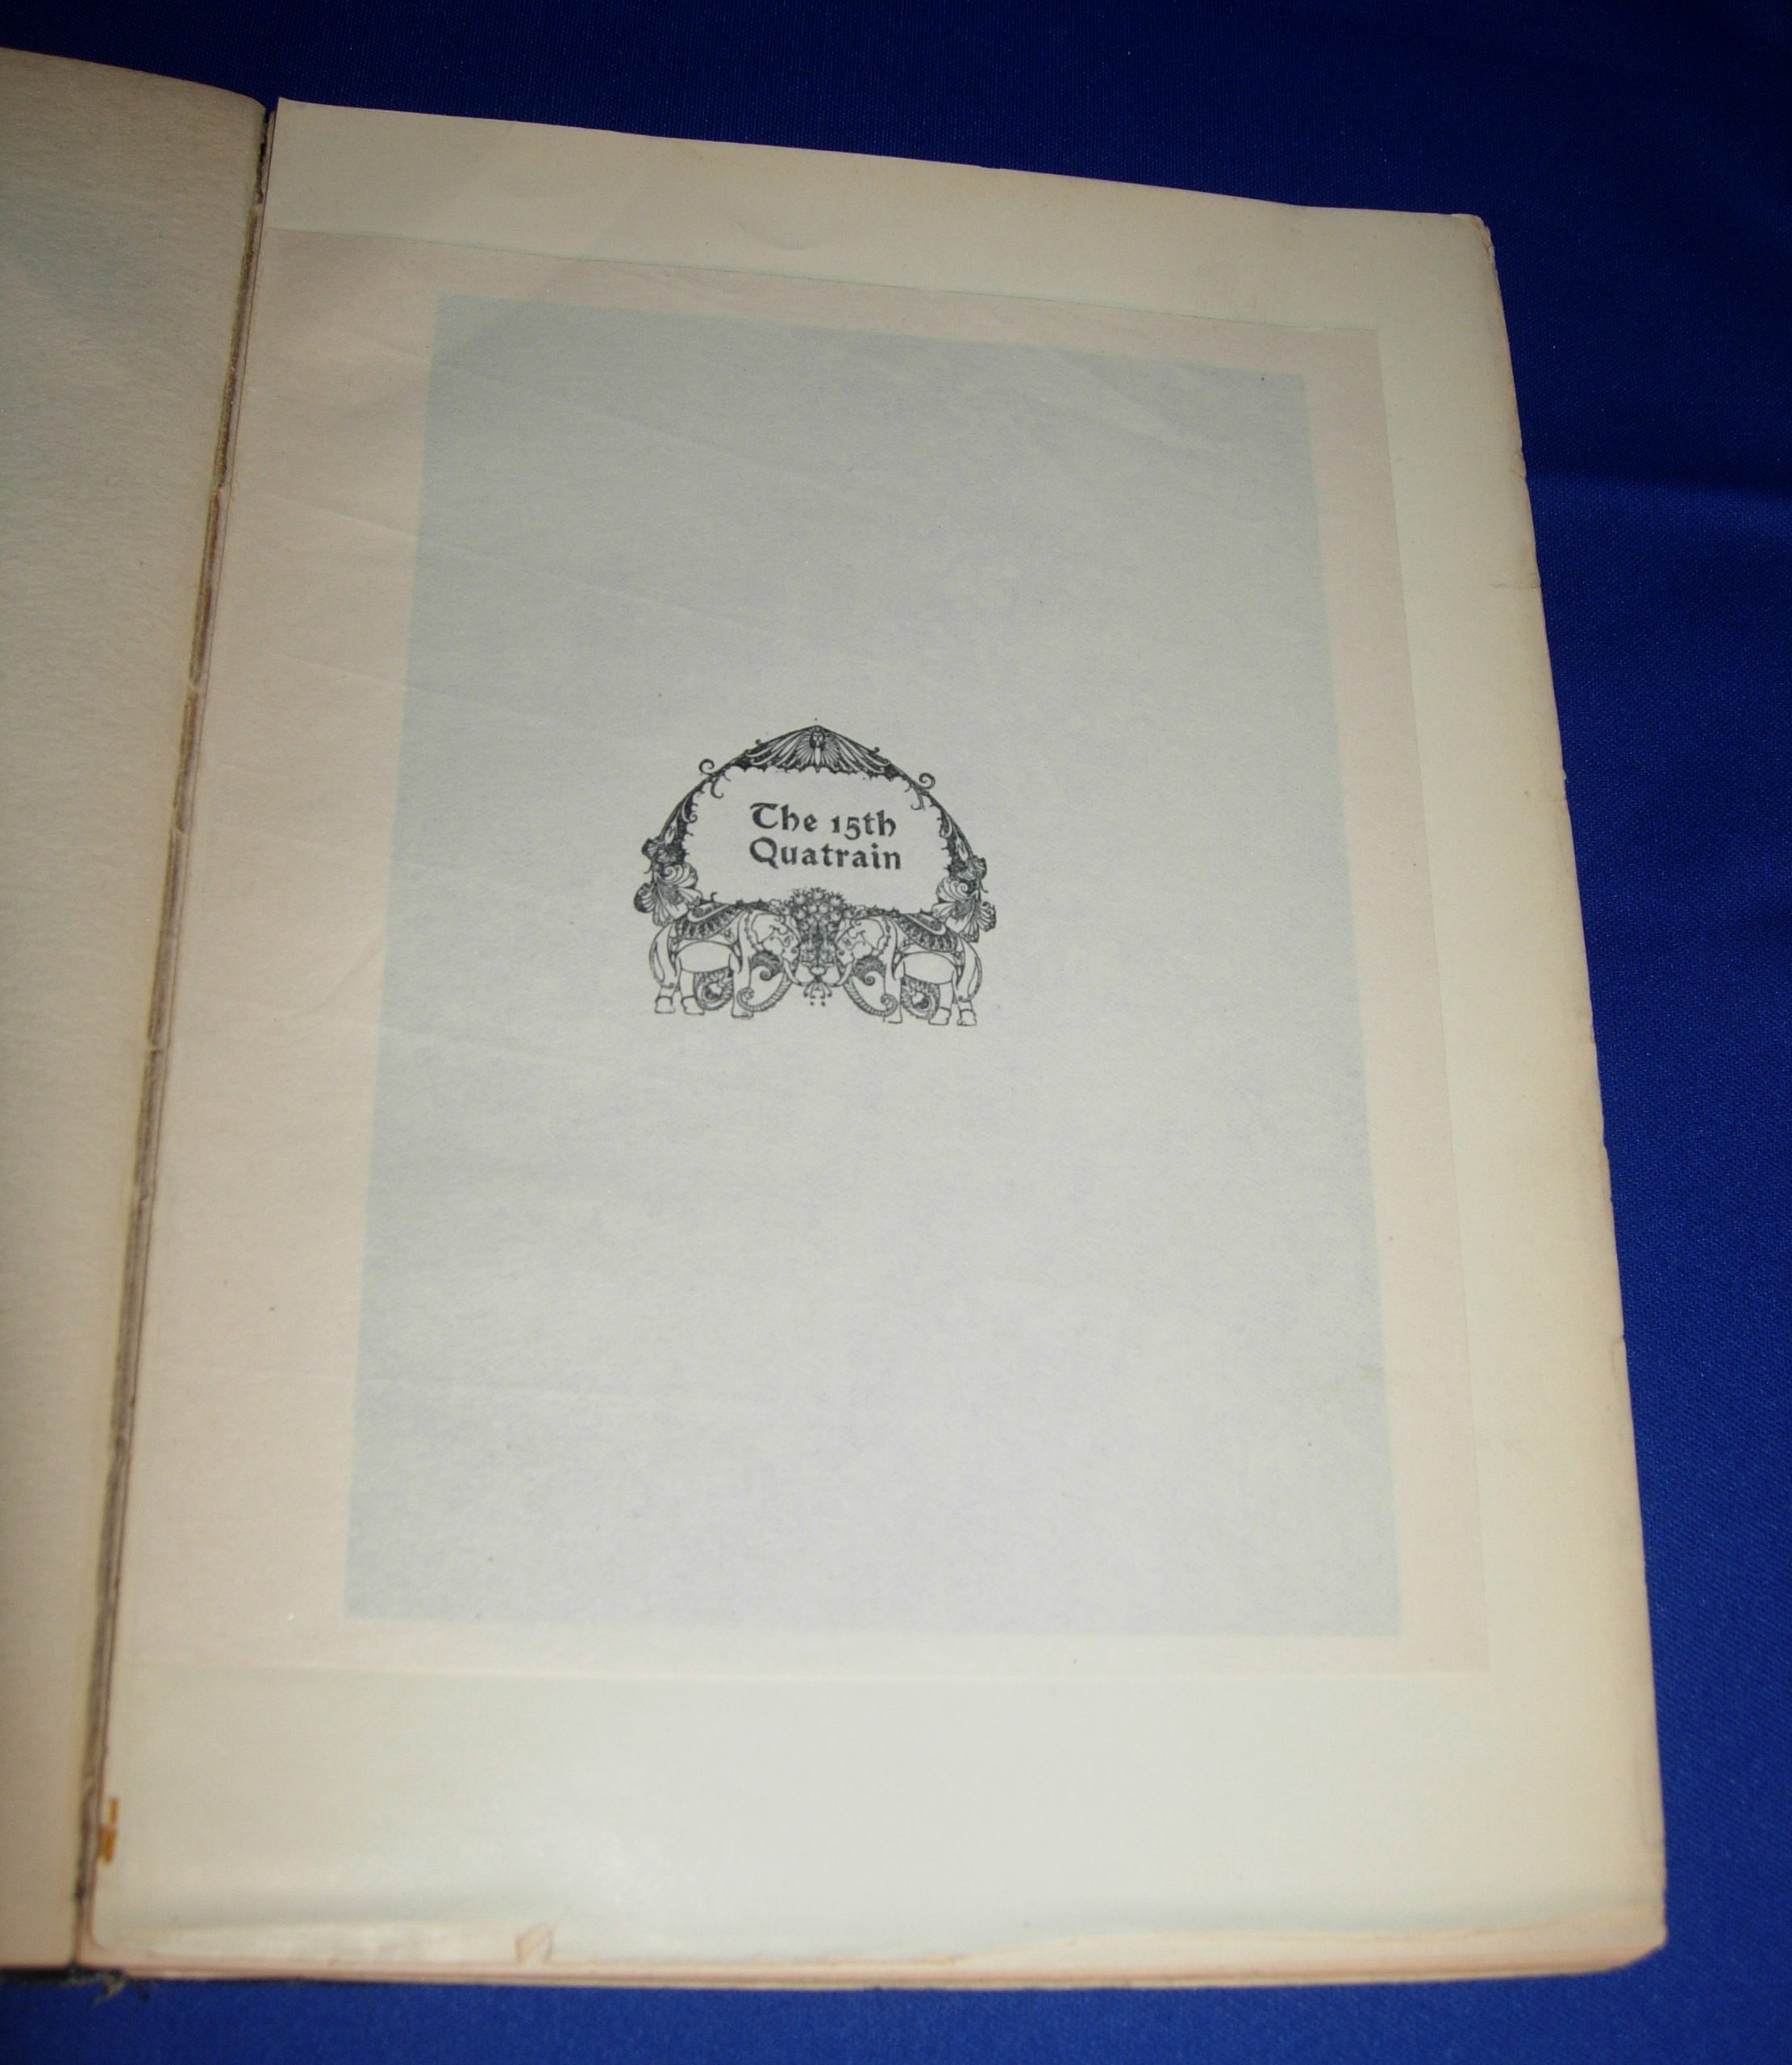 The 15th
Quatrain